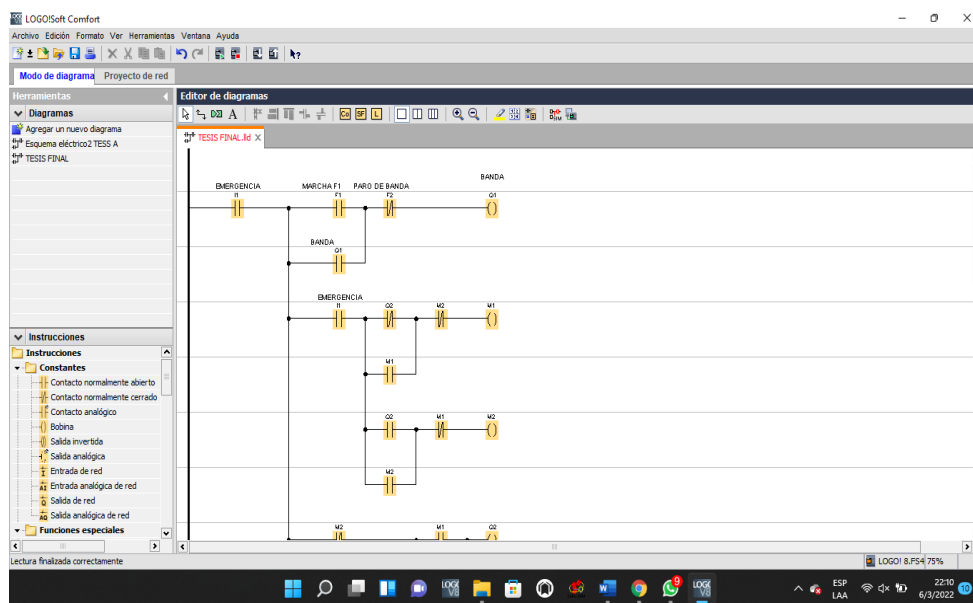 LOGO!Soft Comfort
Archivo Edición Formato Ver Herramientas Ventana Ayuda
Modo de diagrama Proyecto de red
Herramientas
Diagramas
Agregar un nuevo diagrama
Esquema eléctrico2 TESS A
TESIS FINAL
Instrucciones
Instrucciones
Constantes
Contacto normalmente abierto
Contacto normalmente cerrado
Contacto analógico
Bobina
Salida invertida
Salida analógica
Entrada de red
Entrada analógica de red
Salida de red
Salida analógica de red
Funciones especiales
Editor de diagramas
A Co SF L
TESIS FINAL.lld X
BANDA
EMERGENCIA MARCHA F1 PARO DE BANDA
I1 F1 F2 Q1
BANDA
Q1
EMERGENCIA
I1 Q2 M2 M1
M1
Q2 M1 M2
M2
M2 M1 Q2
Lectura finalizada correctamente
LOGO! 8.FS4 75%
9
ESP
LAA
22:10
6/3/2022
10